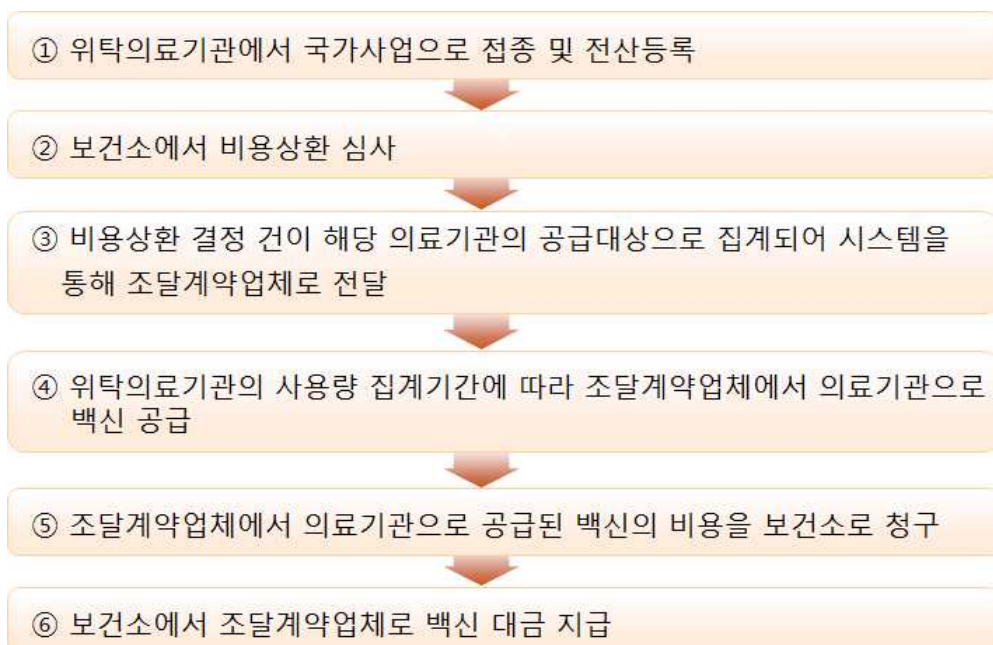 ① 위탁의료기관에서 국가사업으로 접종 및 전산등록
② 보건소에서 비용상환 심사
③ 비용상환 결정 건이 해당 의료기관의 공급대상으로 집계되어 시스템을
통해 조달계약업체로 전달
④ 위탁의료기관의 사용량 집계기간에 따라 조달계약업체에서 의료기관으로
백신 공급
⑤ 조달계약업체에서 의료기관으로 공급된 백신의 비용을 보건소로 청구
⑥ 보건소에서 조달계약업체로 백신 대금 지급